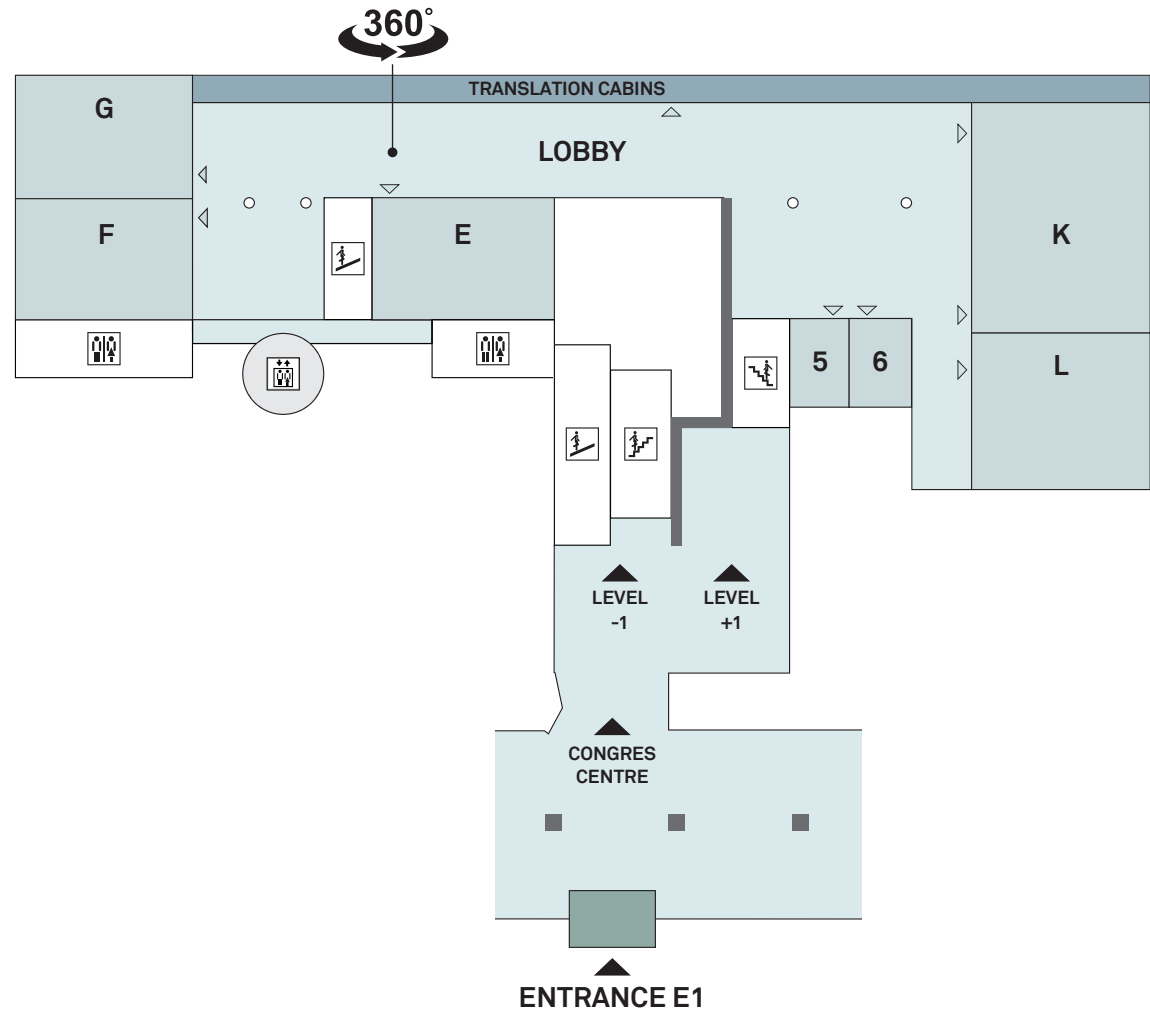 360°
TRANSLATION CABINS
G
LOBBY
F
E
K
5
6
L
LEVEL
-1
LEVEL
+1
CONGRES
CENTRE
ENTRANCE E1